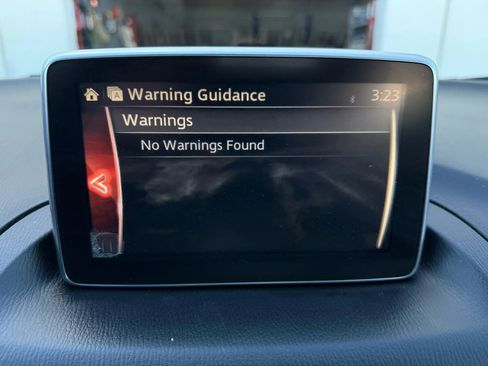 Warning Guidance 3:23
Warnings
No Warnings Found